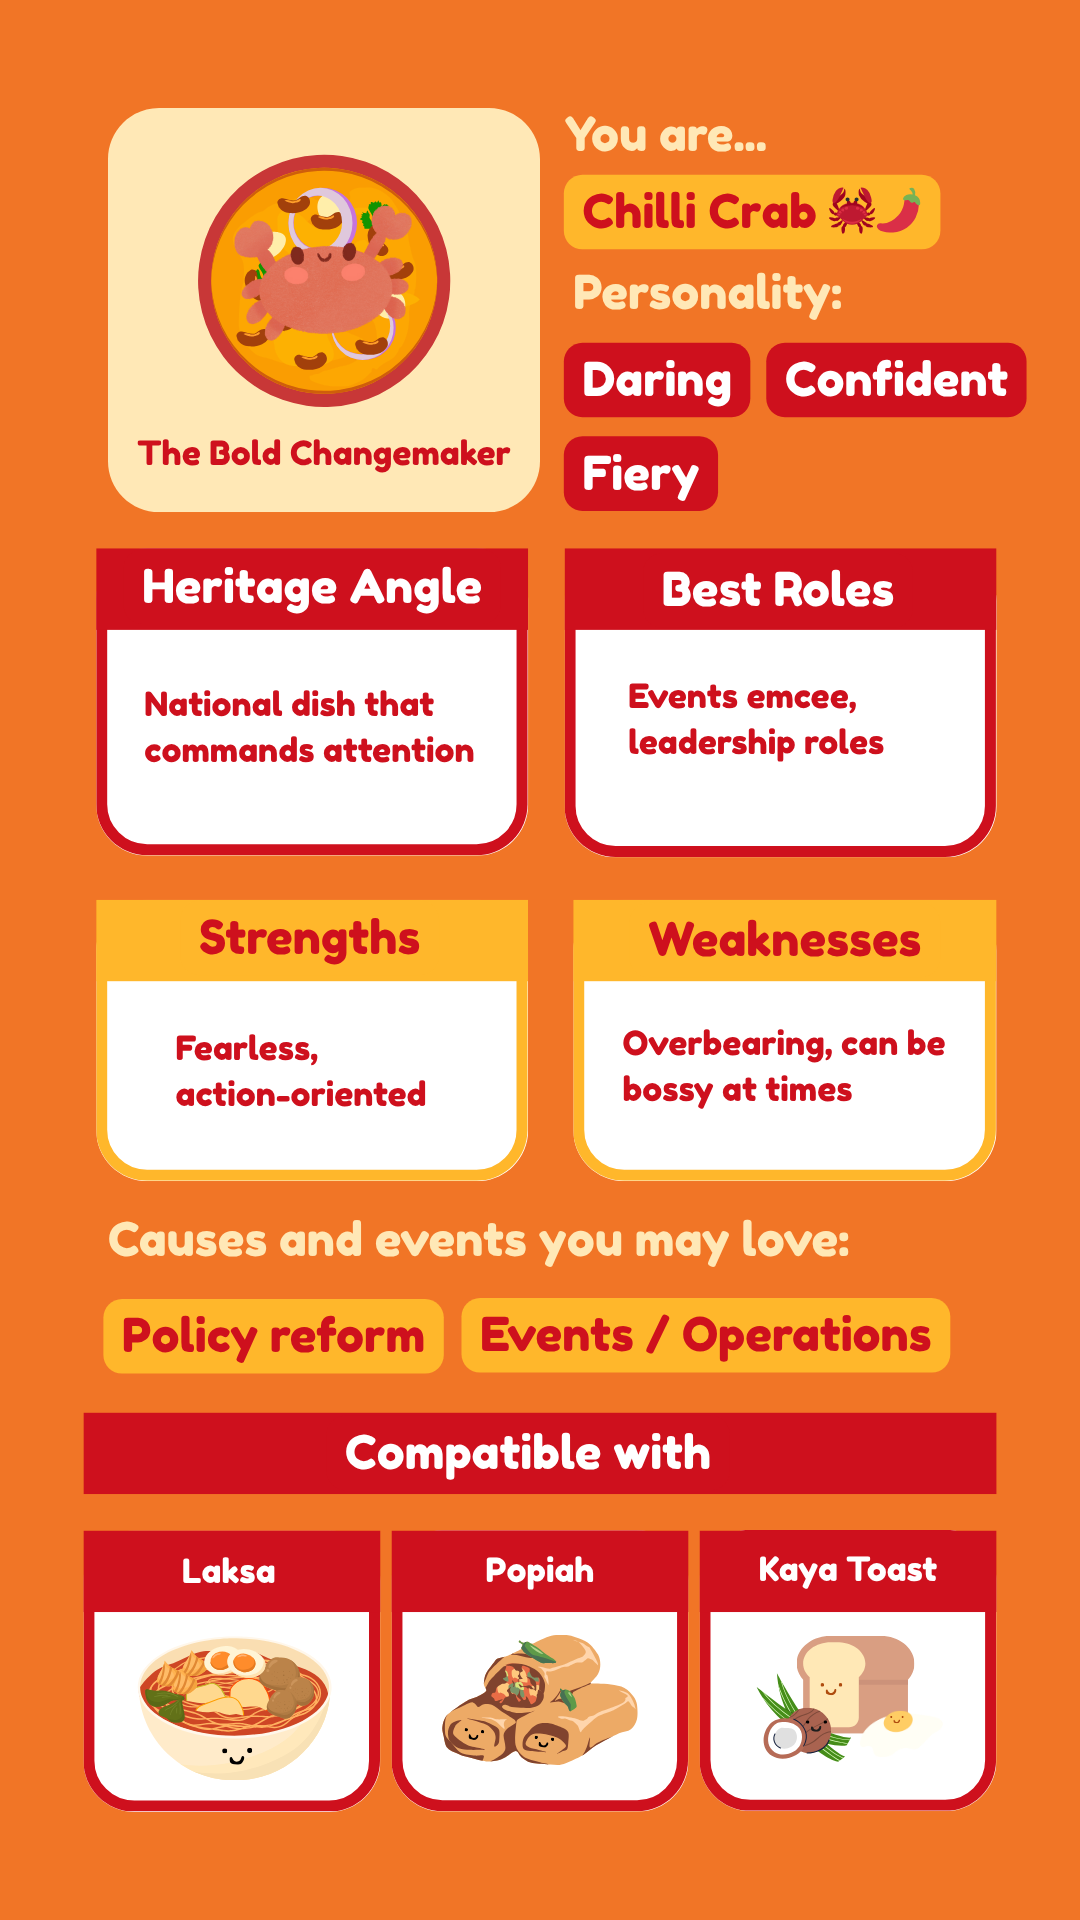 You are...
Chilli Crab 🦀🌶️
Personality:
Daring
Confident
Fiery
The Bold Changemaker
Heritage Angle
National dish that
commands attention
Best Roles
Events emcee,
leadership roles
Strengths
Fearless,
action-oriented
Weaknesses
Overbearing, can be
bossy at times
Causes and events you may love:
Policy reform
Events / Operations
Compatible with
Laksa
Popiah
Kaya Toast